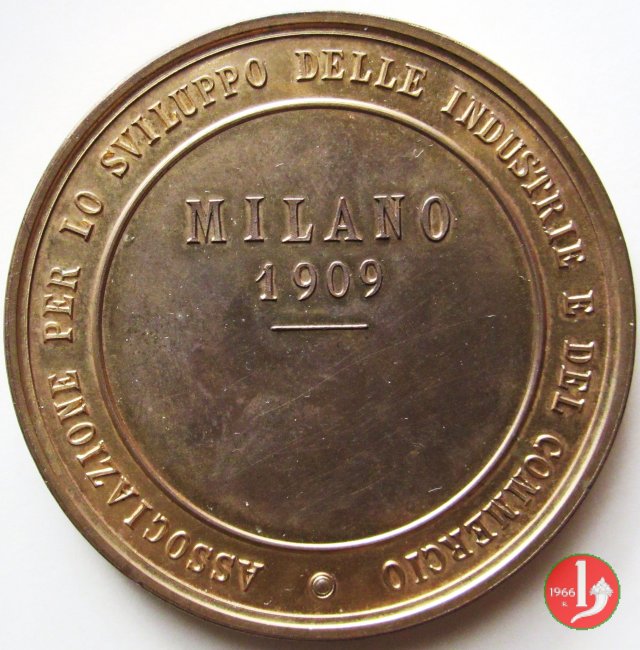 ASSOCIAZIONE PER LO SVILUPPO DELLE INDUSTRIE E DEL COMMERCIO
MILANO
1909
1966
R.